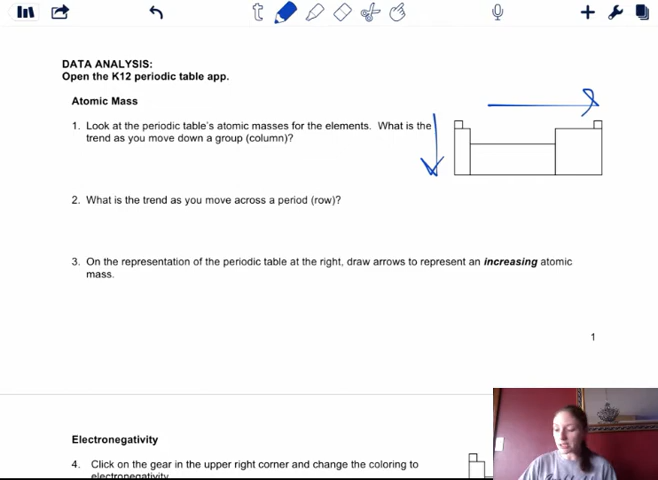 DATA ANALYSIS:
Open the K12 periodic table app.
Atomic Mass
1. Look at the periodic table's atomic masses for the elements. What is the
trend as you move down a group (column)?
2. What is the trend as you move across a period (row)?
3. On the representation of the periodic table at the right, draw arrows to represent an increasing atomic
mass.
1
Electronegativity
4. Click on the gear in the upper right corner and change the coloring to
electronegativity